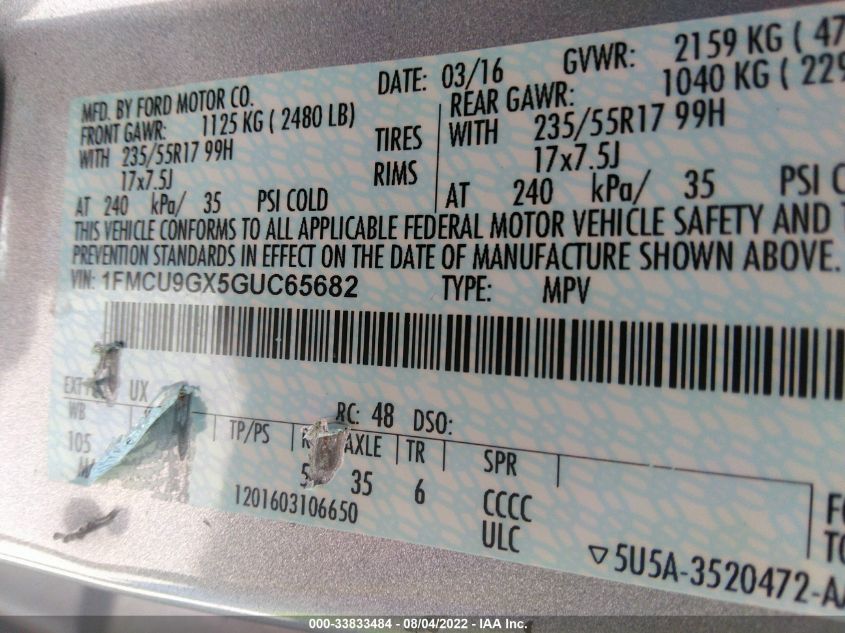 MFD. BY FORD MOTOR CO.
DATE: 03/16
GVWR: 2159 KG ( 47
FRONT GAWR: 1125 KG ( 2480 LB)
REAR GAWR: 1040 KG ( 229
WITH 235/55R17 99H
TIRES
WITH 235/55R17 99H
17x7.5J
RIMS
17x7.5J
AT 240 kPa/ 35 PSI COLD
AT 240 kPa/ 35 PSI C
THIS VEHICLE CONFORMS TO ALL APPLICABLE FEDERAL MOTOR VEHICLE SAFETY AND
PREVENTION STANDARDS IN EFFECT ON THE DATE OF MANUFACTURE SHOWN ABOVE.
VIN: 1FMCU9GX5GUC65682
TYPE: MPV
EXT UX
RC: 48 DSO:
WB
TP/PS
AXLE
TR
SPR
105
35
6
CCCC
ULC
1201603106650
5U5A-3520472-A
000-33833484 - 08/04/2022 - IAA Inc.